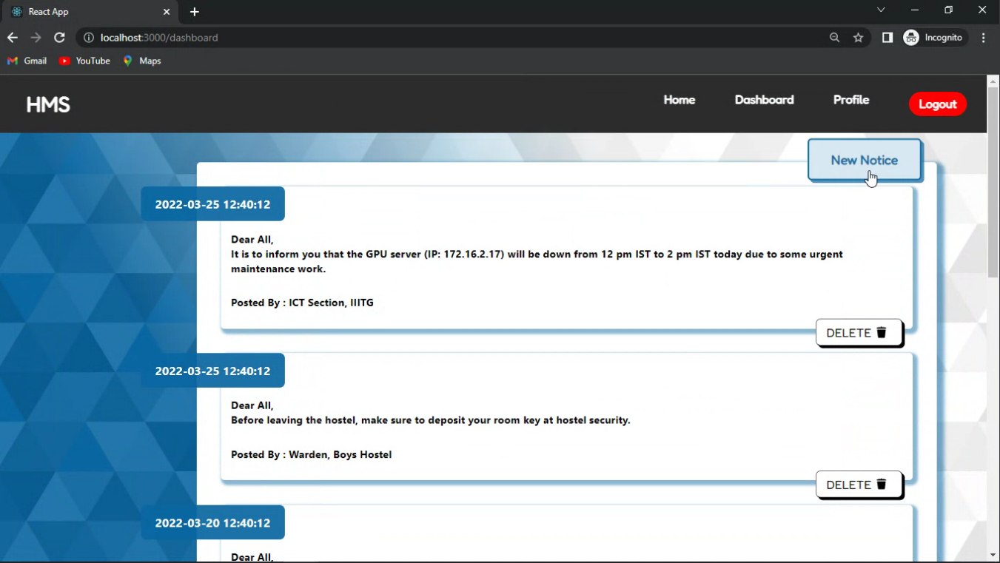 React App
localhost:3000/dashboard
Incognito
Gmail
YouTube
Maps
HMS
Home
Dashboard
Profile
Logout
New Notice
2022-03-25 12:40:12
Dear All,
It is to inform you that the GPU server (IP: 172.16.2.17) will be down from 12 pm IST to 2 pm IST today due to some urgent
maintenance work.
Posted By : ICT Section, IIITG
DELETE
2022-03-25 12:40:12
Dear All,
Before leaving the hostel, make sure to deposit your room key at hostel security.
Posted By : Warden, Boys Hostel
DELETE
2022-03-20 12:40:12
Dear All,